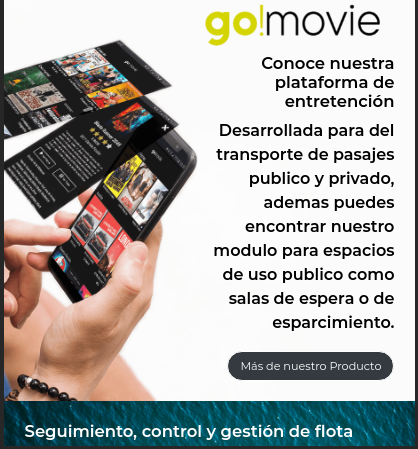 go!movie
Conoce nuestra
plataforma de
entretención
Desarrollada para del
transporte de pasajes
publico y privado,
ademas puedes
encontrar nuestro
modulo para espacios
de uso publico como
salas de espera o de
esparcimiento.
Más de nuestro Producto
Seguimiento, control y gestión de flota